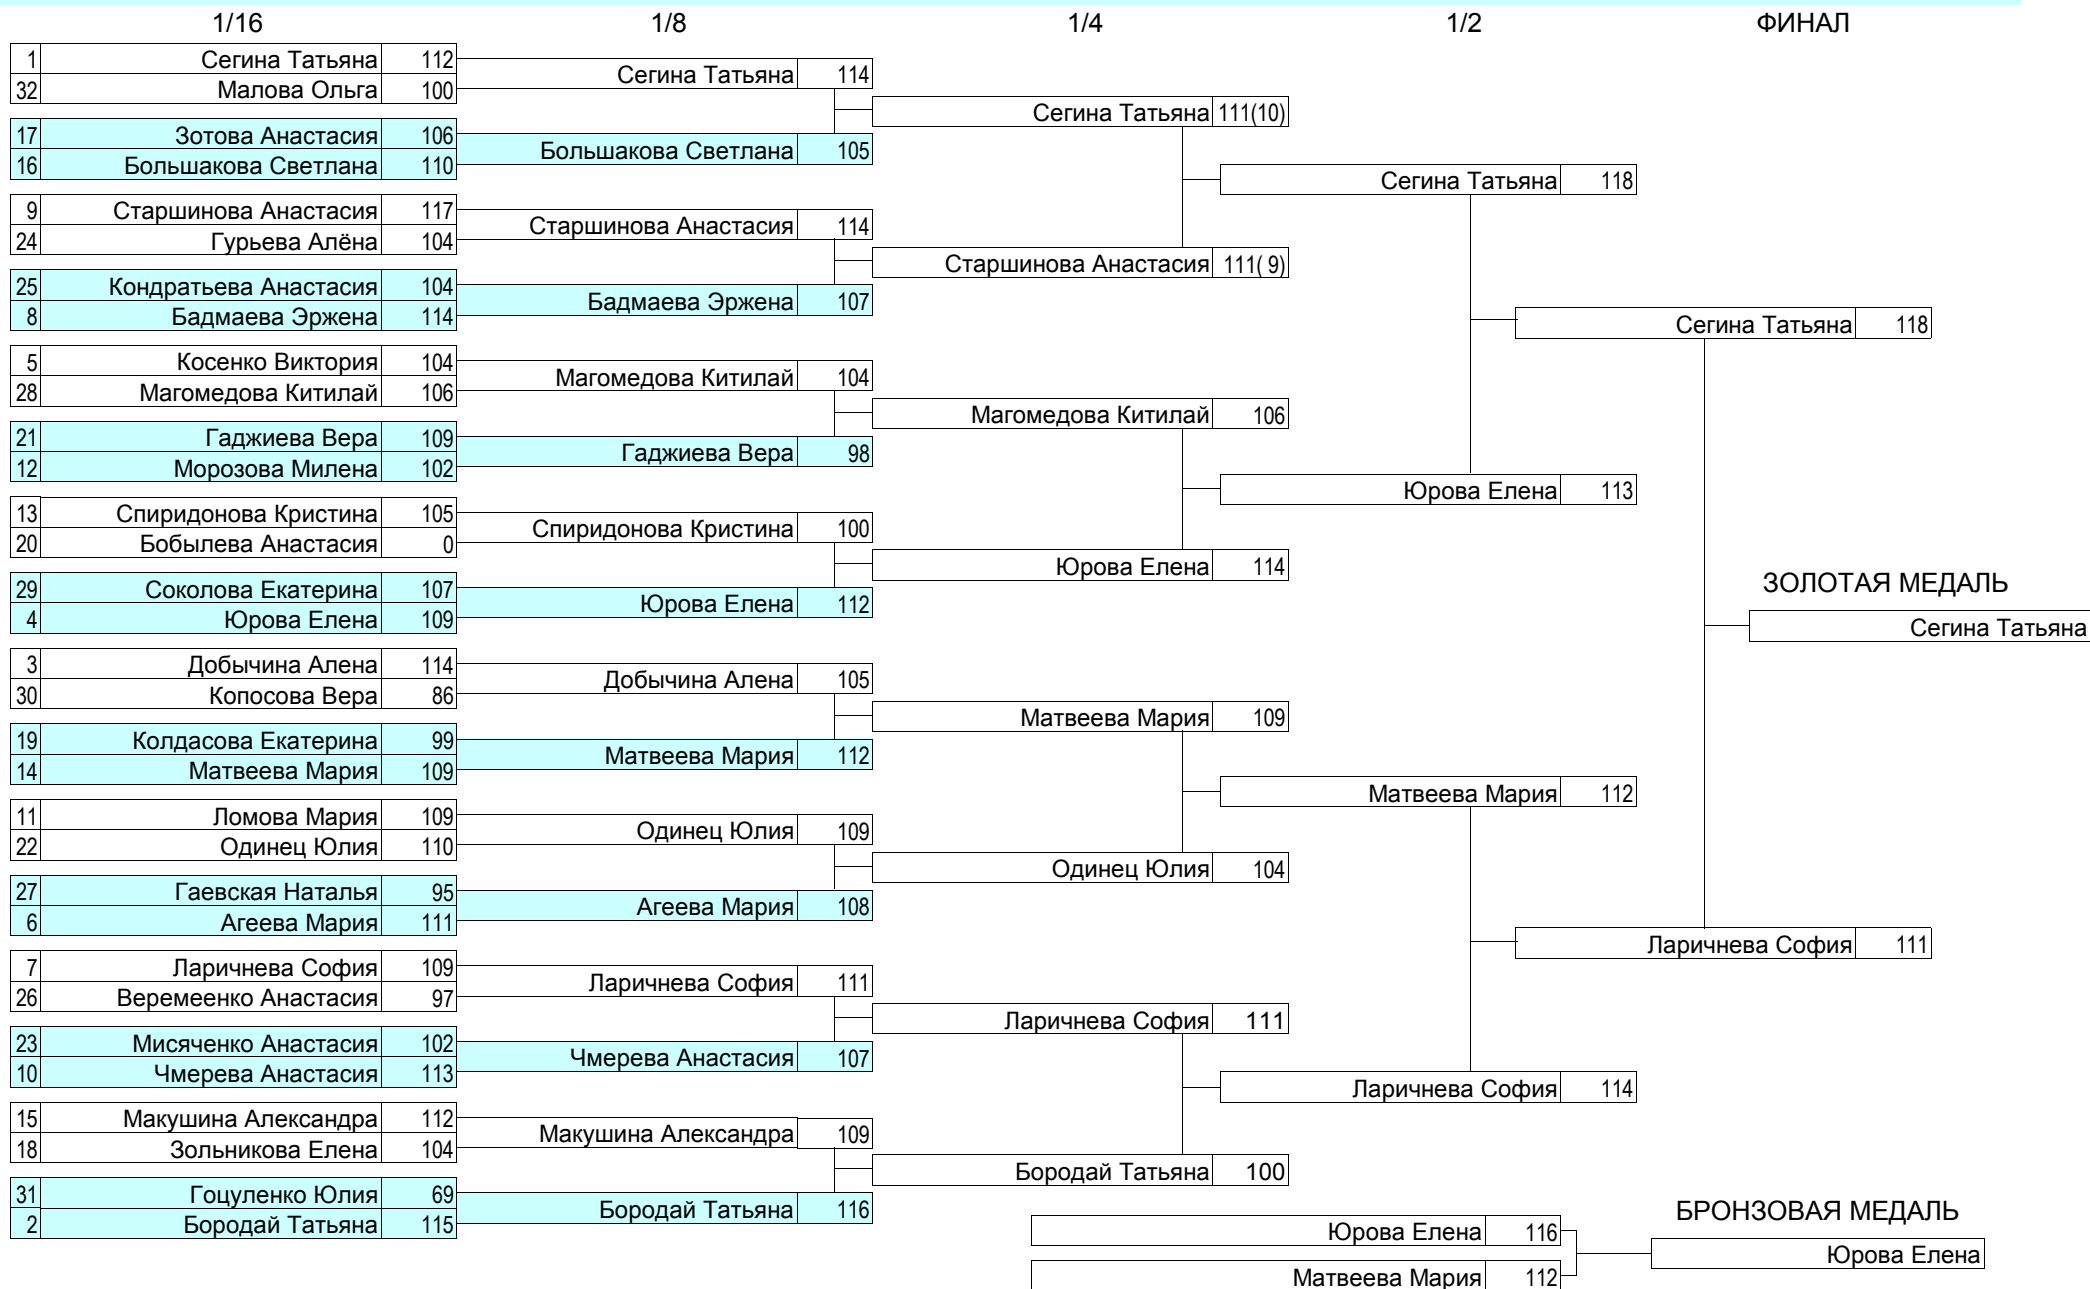 1/16 1/8 1/4 1/2 ФИНАЛ
1 Сегина Татьяна 112
32 Малова Ольга 100
17 Зотова Анастасия 106
16 Большакова Светлана 110
9 Старшинова Анастасия 117
24 Гурьева Алёна 104
25 Кондратьева Анастасия 104
8 Бадмаева Эржена 114
5 Косенко Виктория 104
28 Магомедова Китилай 106
21 Гаджиева Вера 109
12 Морозова Милена 102
13 Спиридонова Кристина 105
20 Бобылева Анастасия 0
29 Соколова Екатерина 107
4 Юрова Елена 109
3 Добычина Алена 114
30 Копосова Вера 86
19 Колдасова Екатерина 99
14 Матвеева Мария 109
11 Ломова Мария 109
22 Одинец Юлия 110
27 Гаевская Наталья 95
6 Агеева Мария 111
7 Ларичнева София 109
26 Веремеенко Анастасия 97
23 Мисяченко Анастасия 102
10 Чмерева Анастасия 113
15 Макушина Александра 112
18 Зольникова Елена 104
31 Гоцуленко Юлия 69
2 Бородай Татьяна 115
Сегина Татьяна 114
Большакова Светлана 105
Старшинова Анастасия 114
Бадмаева Эржена 107
Магомедова Китилай 104
Гаджиева Вера 98
Спиридонова Кристина 100
Юрова Елена 112
Добычина Алена 105
Матвеева Мария 112
Одинец Юлия 109
Агеева Мария 108
Ларичнева София 111
Чмерева Анастасия 107
Макушина Александра 109
Бородай Татьяна 116
Сегина Татьяна 111(10)
Старшинова Анастасия 111( 9)
Магомедова Китилай 106
Юрова Елена 114
Матвеева Мария 109
Одинец Юлия 104
Ларичнева София 111
Бородай Татьяна 100
Сегина Татьяна 118
Юрова Елена 113
Матвеева Мария 112
Ларичнева София 114
Сегина Татьяна 118
Ларичнева София 111
ЗОЛОТАЯ МЕДАЛЬ
Сегина Татьяна
Юрова Елена 116
Матвеева Мария 112
БРОНЗОВАЯ МЕДАЛЬ
Юрова Елена